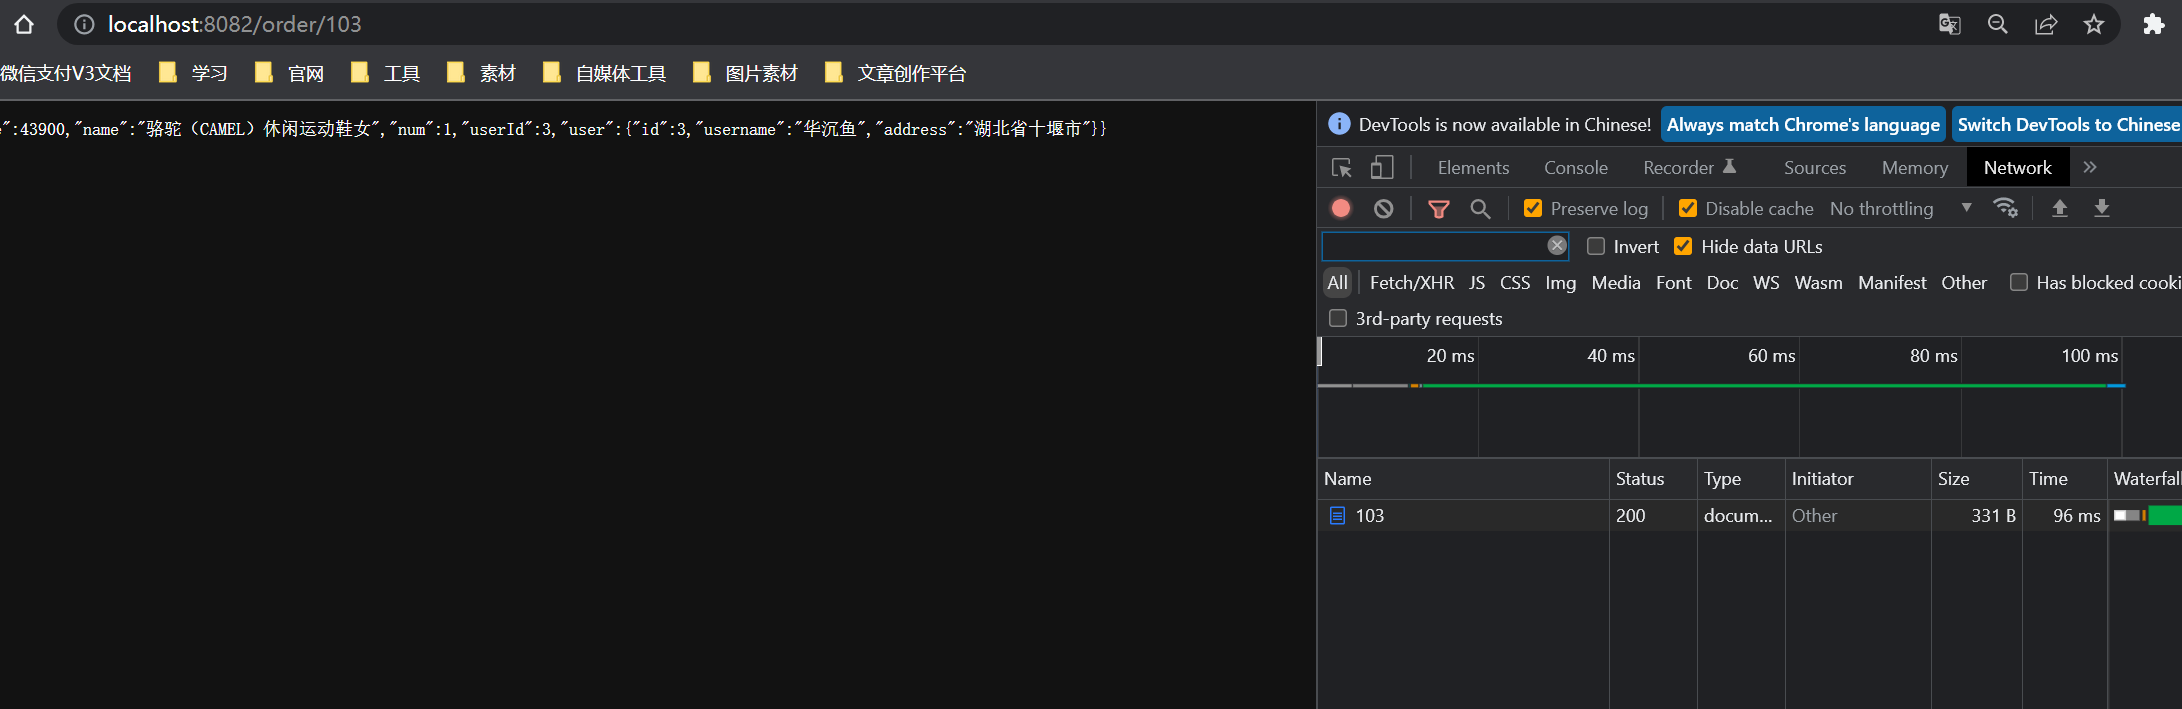 localhost:8082/order/103
微信支付V3文档 学习 官网 工具 素材 自媒体工具 图片素材 文章创作平台
":43900,"name":"骆驼（CAMEL）休闲运动鞋女","num":1,"userId":3,"user":{"id":3,"username":"华沉鱼","address":"湖北省十堰市"}}
DevTools is now available in Chinese! Always match Chrome's language Switch DevTools to Chinese
Elements Console Recorder Sources Memory Network »
Preserve log Disable cache No throttling
Invert Hide data URLs
All Fetch/XHR JS CSS Img Media Font Doc WS Wasm Manifest Other Has blocked cooki
3rd-party requests
20 ms 40 ms 60 ms 80 ms 100 ms
Name Status Type Initiator Size Time Waterfall
103 200 docum... Other 331 B 96 ms